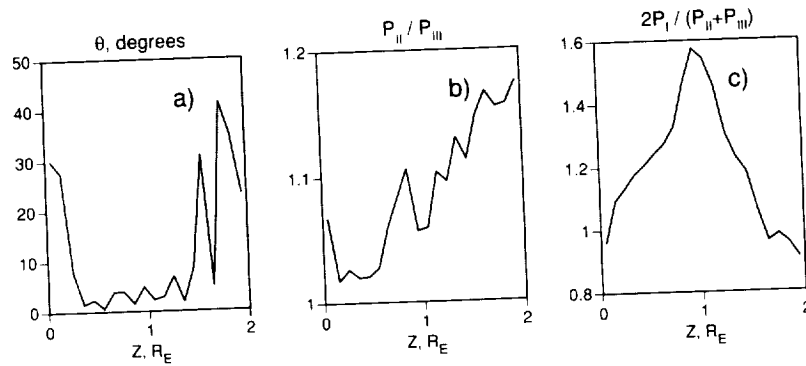 θ, degrees
50
40
30
20
10
0
a)
0
1
2
Z, R_E
P_II / P_III
1.2
1.1
1
b)
0
1
2
Z, R_E
2P_I / (P_II+P_III)
1.6
1.4
1.2
1
0.8
c)
0
1
2
Z, R_E